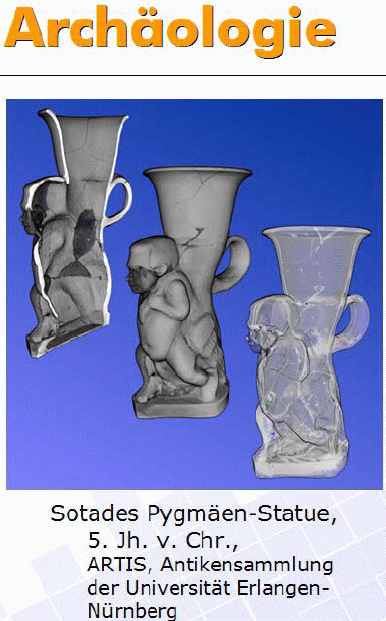 Archäologie
Sotades Pygmäen-Statue,
5. Jh. v. Chr.,
ARTIS, Antikensammlung
der Universität Erlangen-
Nürnberg